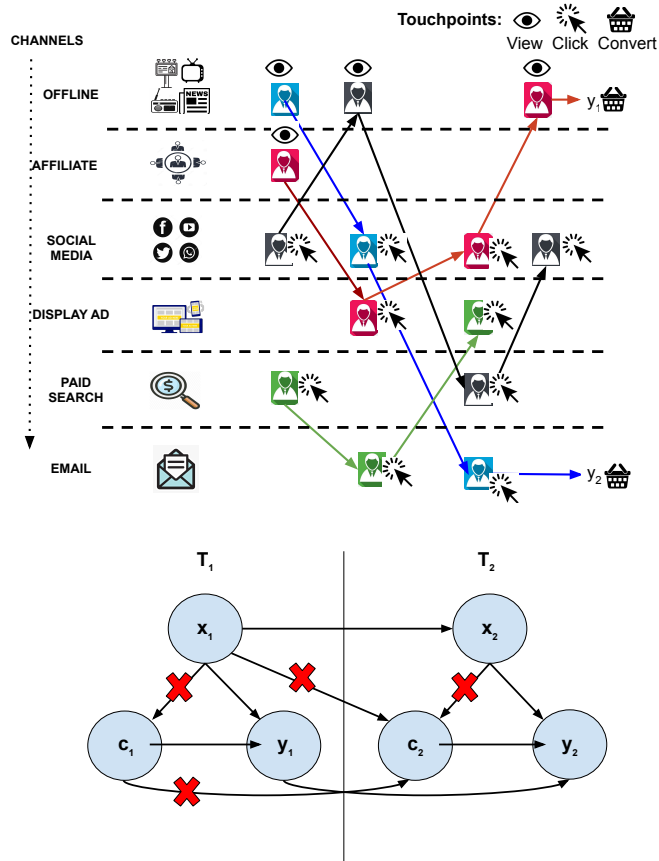 Touchpoints:
View Click Convert
CHANNELS
OFFLINE
NEWS
y1
AFFILIATE
SOCIAL
MEDIA
DISPLAY AD
PAID
SEARCH
$
EMAIL
y2
T1 T2
x1 x2
c1 y1 c2 y2